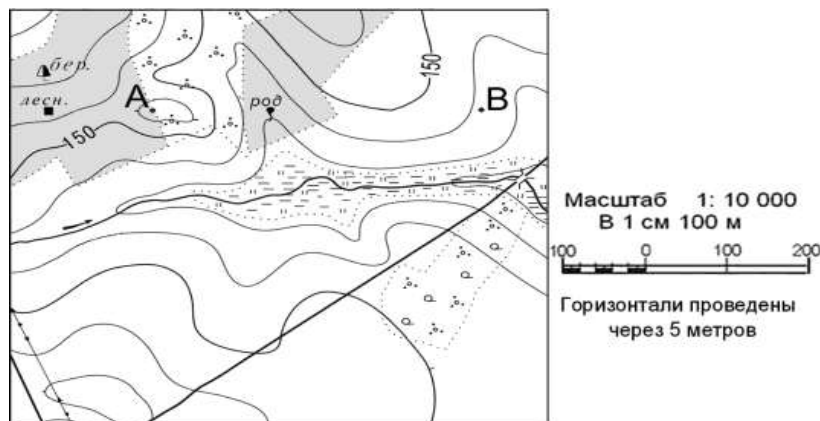 150
бер.
лесн.
А
род
В
150
Масштаб 1: 10 000
В 1 см 100 м
100 0 100 200
Горизонтали проведены
через 5 метров